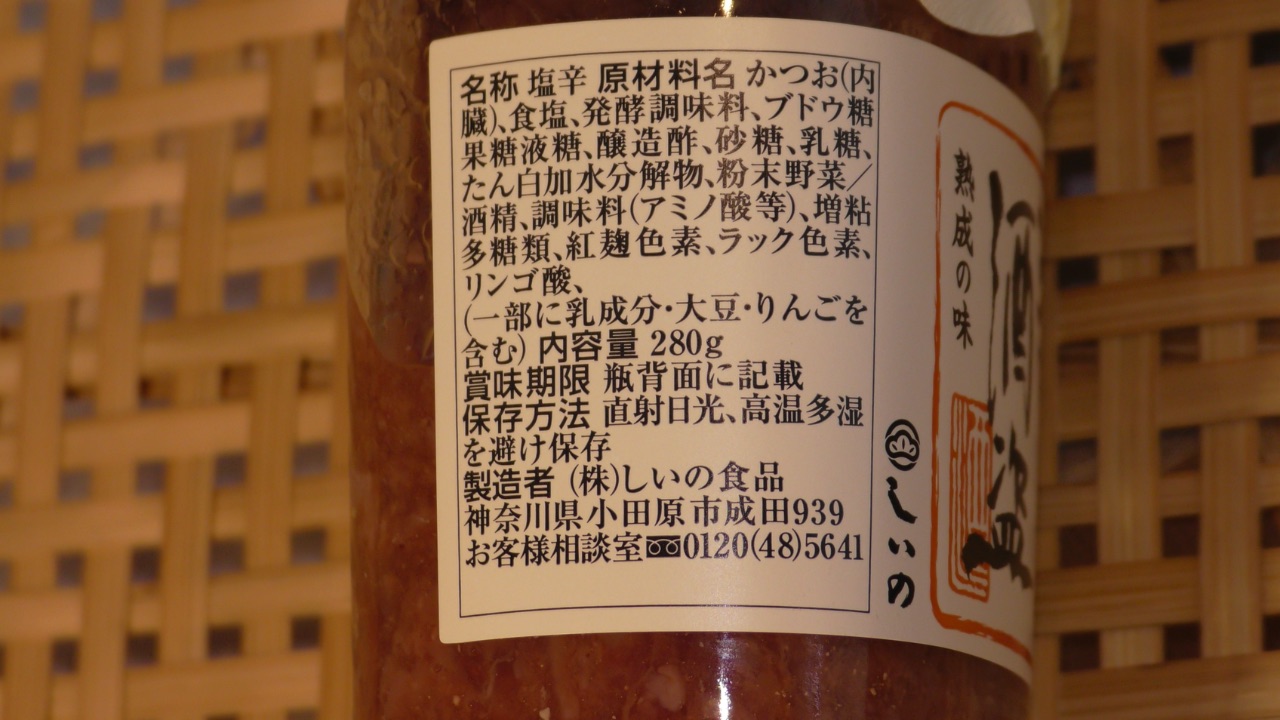 名称 塩辛 原材料名 かつお(内
臓)、食塩、発酵調味料、ブドウ糖
果糖液糖、醸造酢、砂糖、乳糖、
たん白加水分解物、粉末野菜／
酒精、調味料(アミノ酸等)、増粘
多糖類、紅麹色素、ラック色素、
リンゴ酸、
(一部に乳成分・大豆・りんごを
含む) 内容量 280g
賞味期限 瓶背面に記載
保存方法 直射日光、高温多湿
を避け保存
製造者 (株)しいの食品
神奈川県小田原市成田939
お客様相談室 0120(48)5641
しいの
熟成の味
酒盗